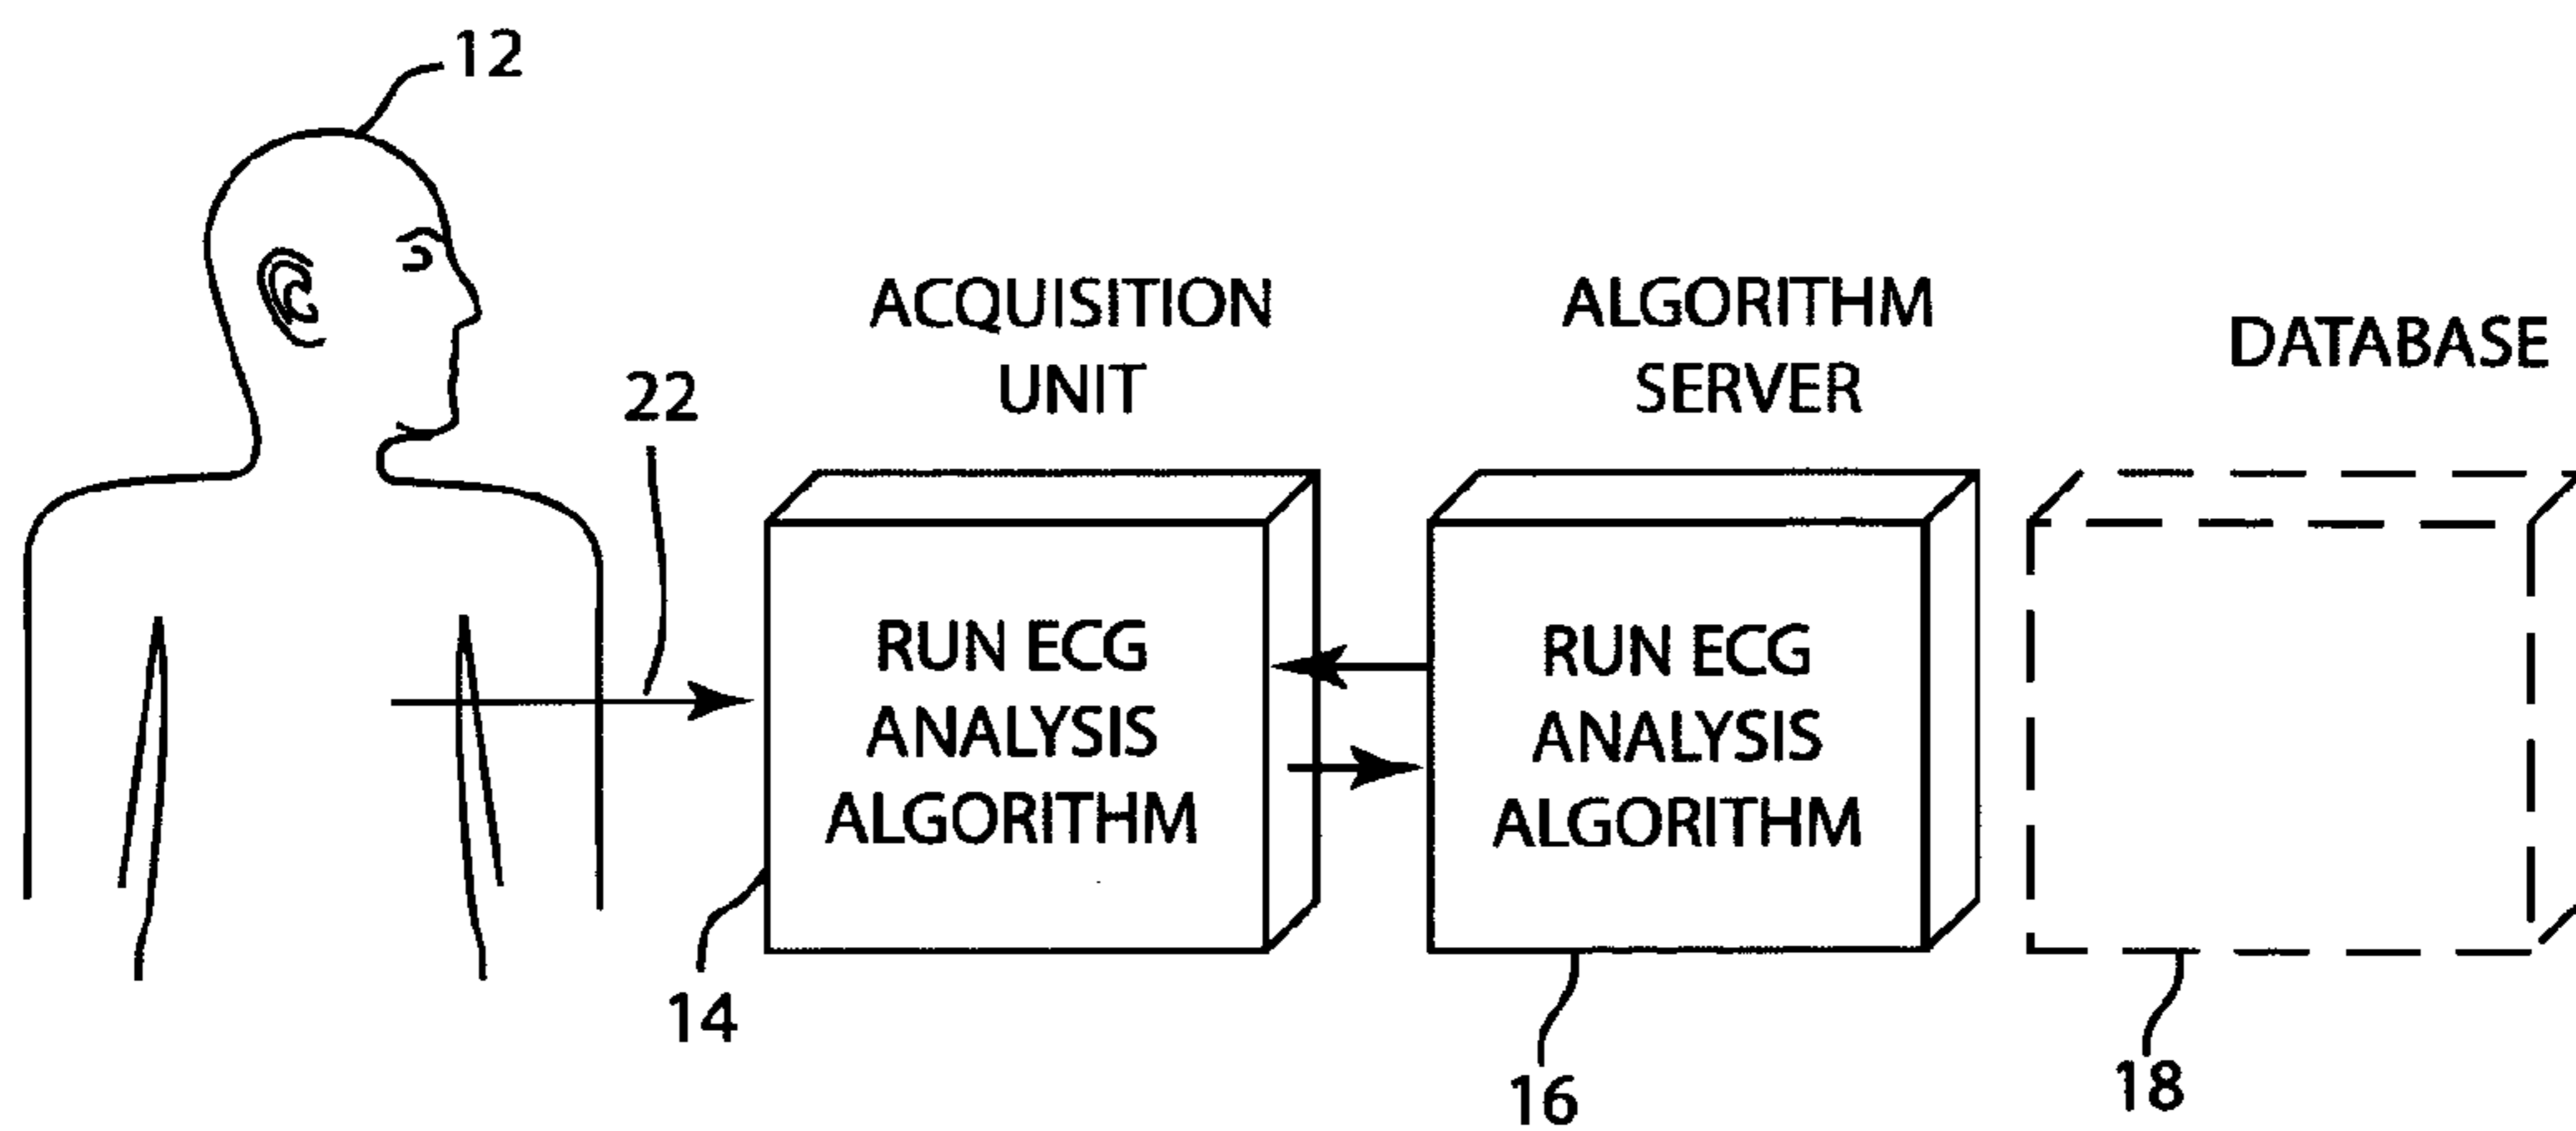 12
22
ACQUISITION
UNIT
ALGORITHM
SERVER
DATABASE
RUN ECG
ANALYSIS
ALGORITHM
RUN ECG
ANALYSIS
ALGORITHM
14
16
18